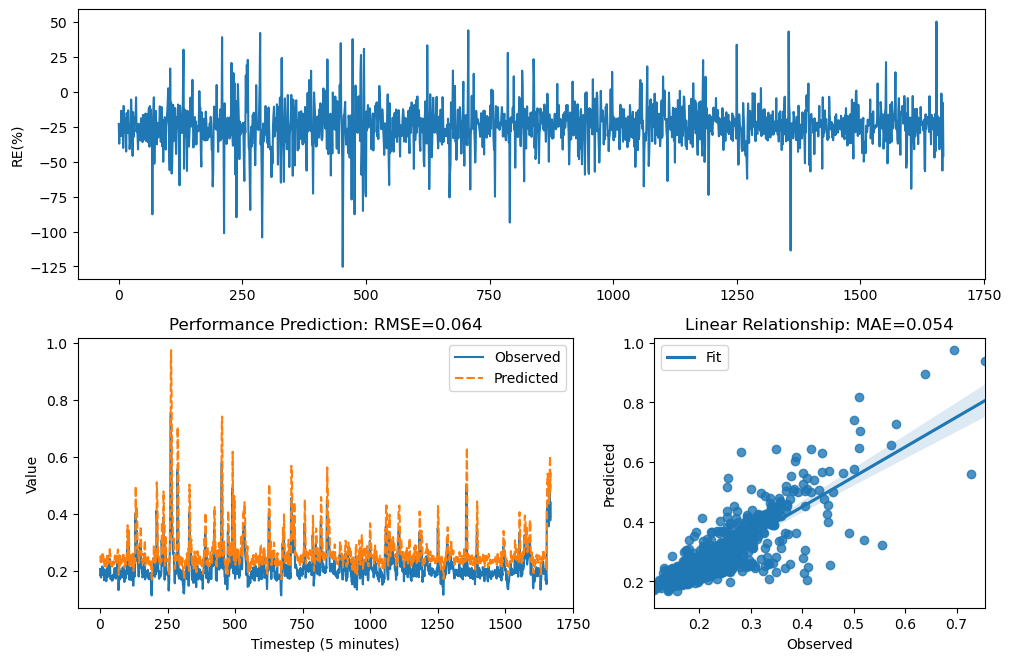 50
25
0
−25
−50
−75
−100
−125
RE(%)
0 250 500 750 1000 1250 1500 1750
Performance Prediction: RMSE=0.064
1.0
0.8
0.6
0.4
0.2
Value
Observed
Predicted
0 250 500 750 1000 1250 1500 1750
Timestep (5 minutes)
Linear Relationship: MAE=0.054
1.0
0.8
0.6
0.4
0.2
Predicted
Fit
0.2 0.3 0.4 0.5 0.6 0.7
Observed